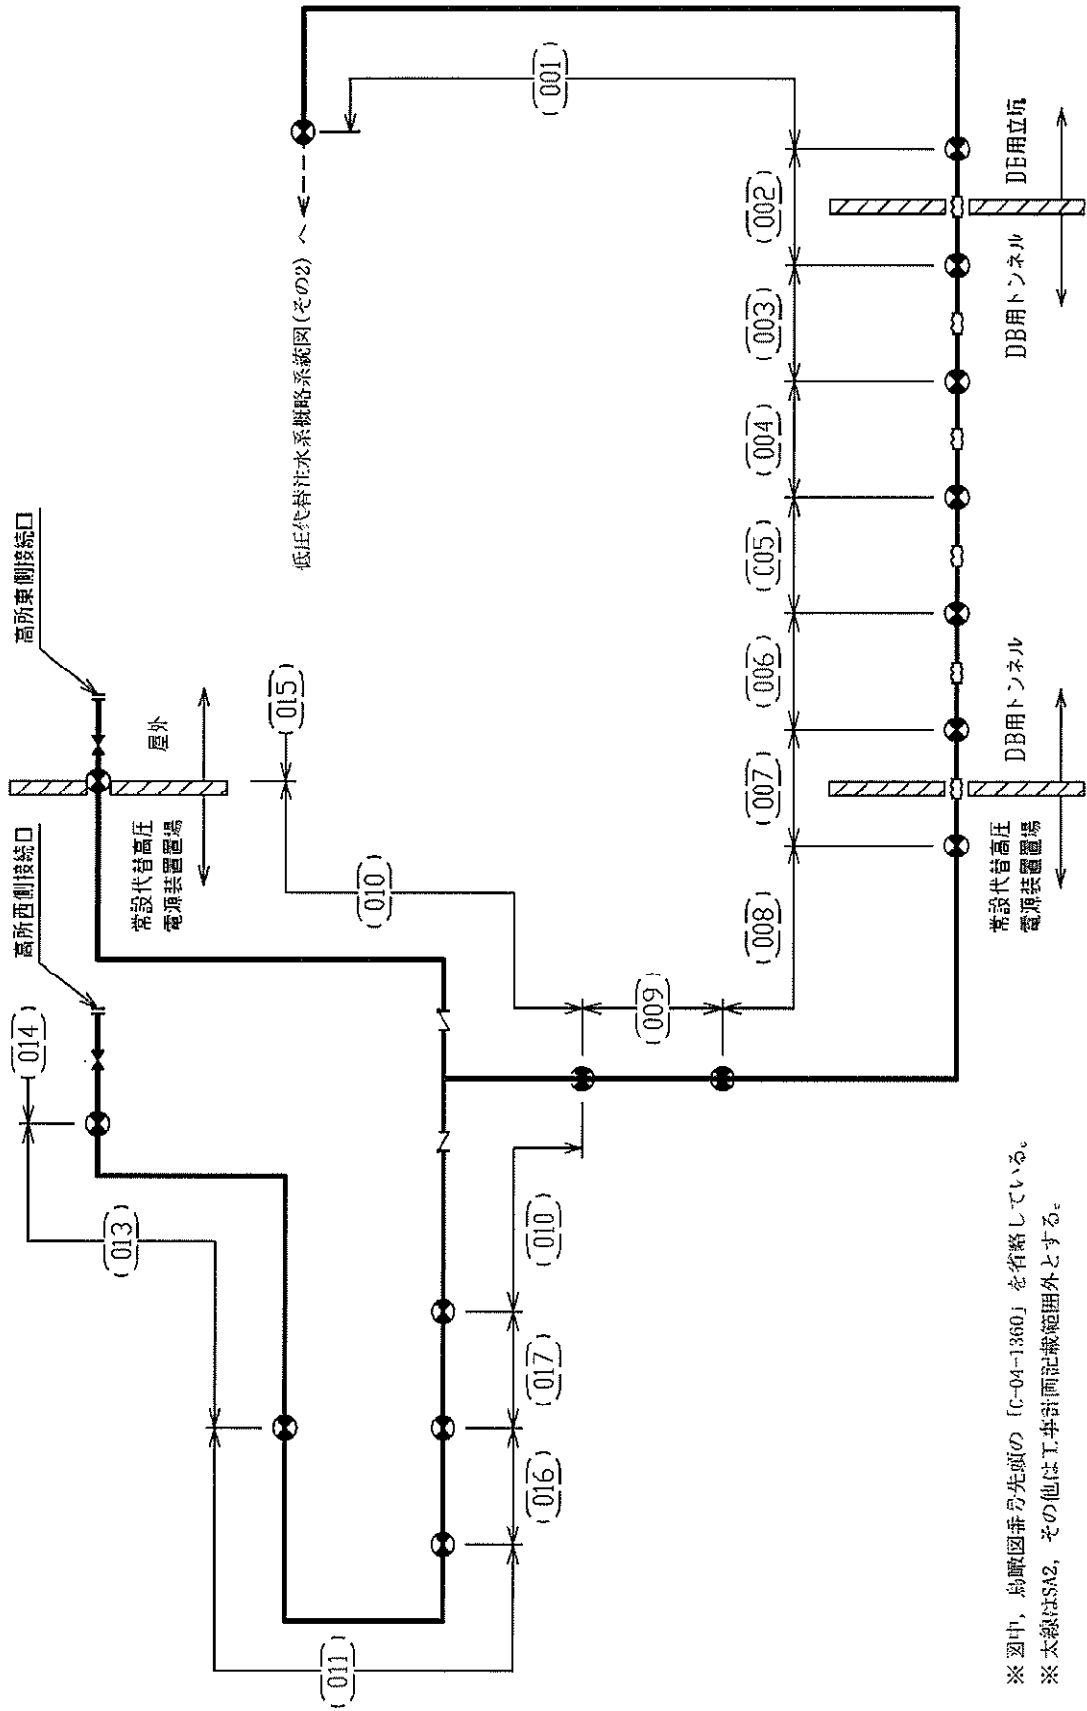 高所西側接続口
高所東側接続口
(014)
(013)
常設代替高圧
電源装置置場
屋外
(015)
(010)
(011)
(009)
(016)
(017)
(010)
低圧代替注水系概略系統図(その2) へ
(001)
(008)
(007)
(006)
(C05)
(004)
(003)
(002)
常設代替高圧
電源装置置場
DB用トンネル
DB用トンネル
DB用立坑
※図中, 鳥瞰図番号先頭の「C-04-1360」を省略している。
※太線はSA2, その他は工事計画記載範囲外とする。